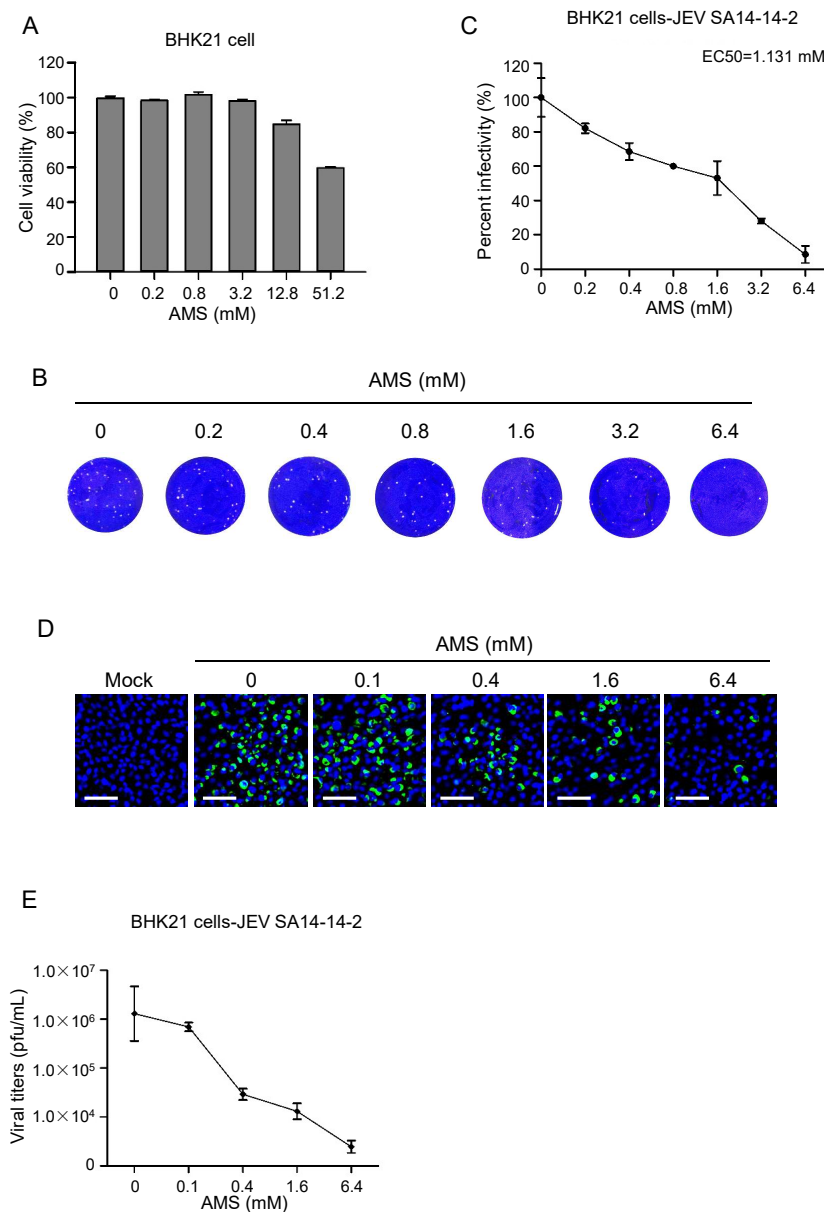 A
BHK21 cell
Cell viability (%)
120
100
80
60
40
20
0
0 0.2 0.8 3.2 12.8 51.2
AMS (mM)
C
BHK21 cells-JEV SA14-14-2
EC50=1.131 mM
Percent infectivity (%)
120
100
80
60
40
20
0
0 0.2 0.4 0.8 1.6 3.2 6.4
AMS (mM)
B
AMS (mM)
0 0.2 0.4 0.8 1.6 3.2 6.4
D
AMS (mM)
Mock 0 0.1 0.4 1.6 6.4
E
BHK21 cells-JEV SA14-14-2
Viral titers (pfu/mL)
1.0×10⁷
1.0×10⁶
1.0×10⁵
1.0×10⁴
0
0 0.1 0.4 1.6 6.4
AMS (mM)